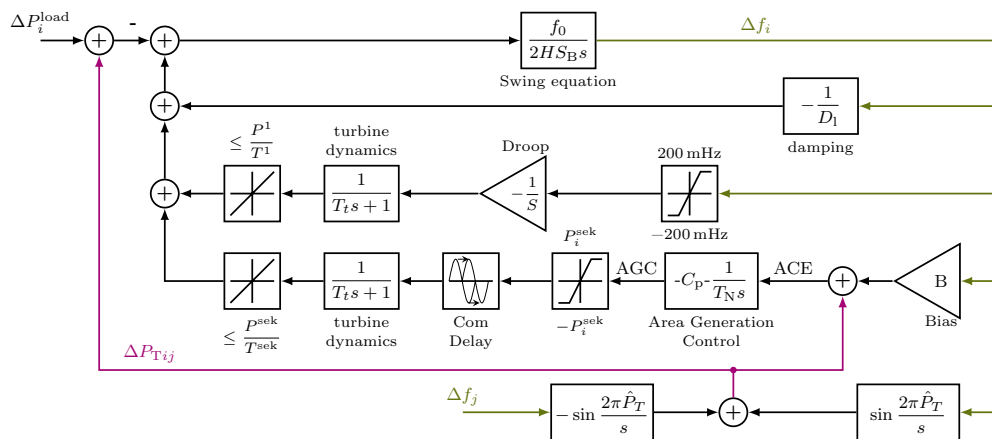 ΔP_i^load
-
+
+
f_0 / 2HS_B s
Swing equation
Δf_i
+
- 1 / D_l
damping
≤ P^1 / T^1
turbine
dynamics
1 / T_t s + 1
Droop
- 1 / S
200 mHz
−200 mHz
+
≤ P^sek / T^sek
1 / T_t s + 1
turbine
dynamics
Com
Delay
P_i^sek
−P_i^sek
AGC
-C_p- 1 / T_N s
Area Generation
Control
ACE
+
B
Bias
ΔP_Tij
Δf_j
− sin 2πP̂_T / s
+
sin 2πP̂_T / s